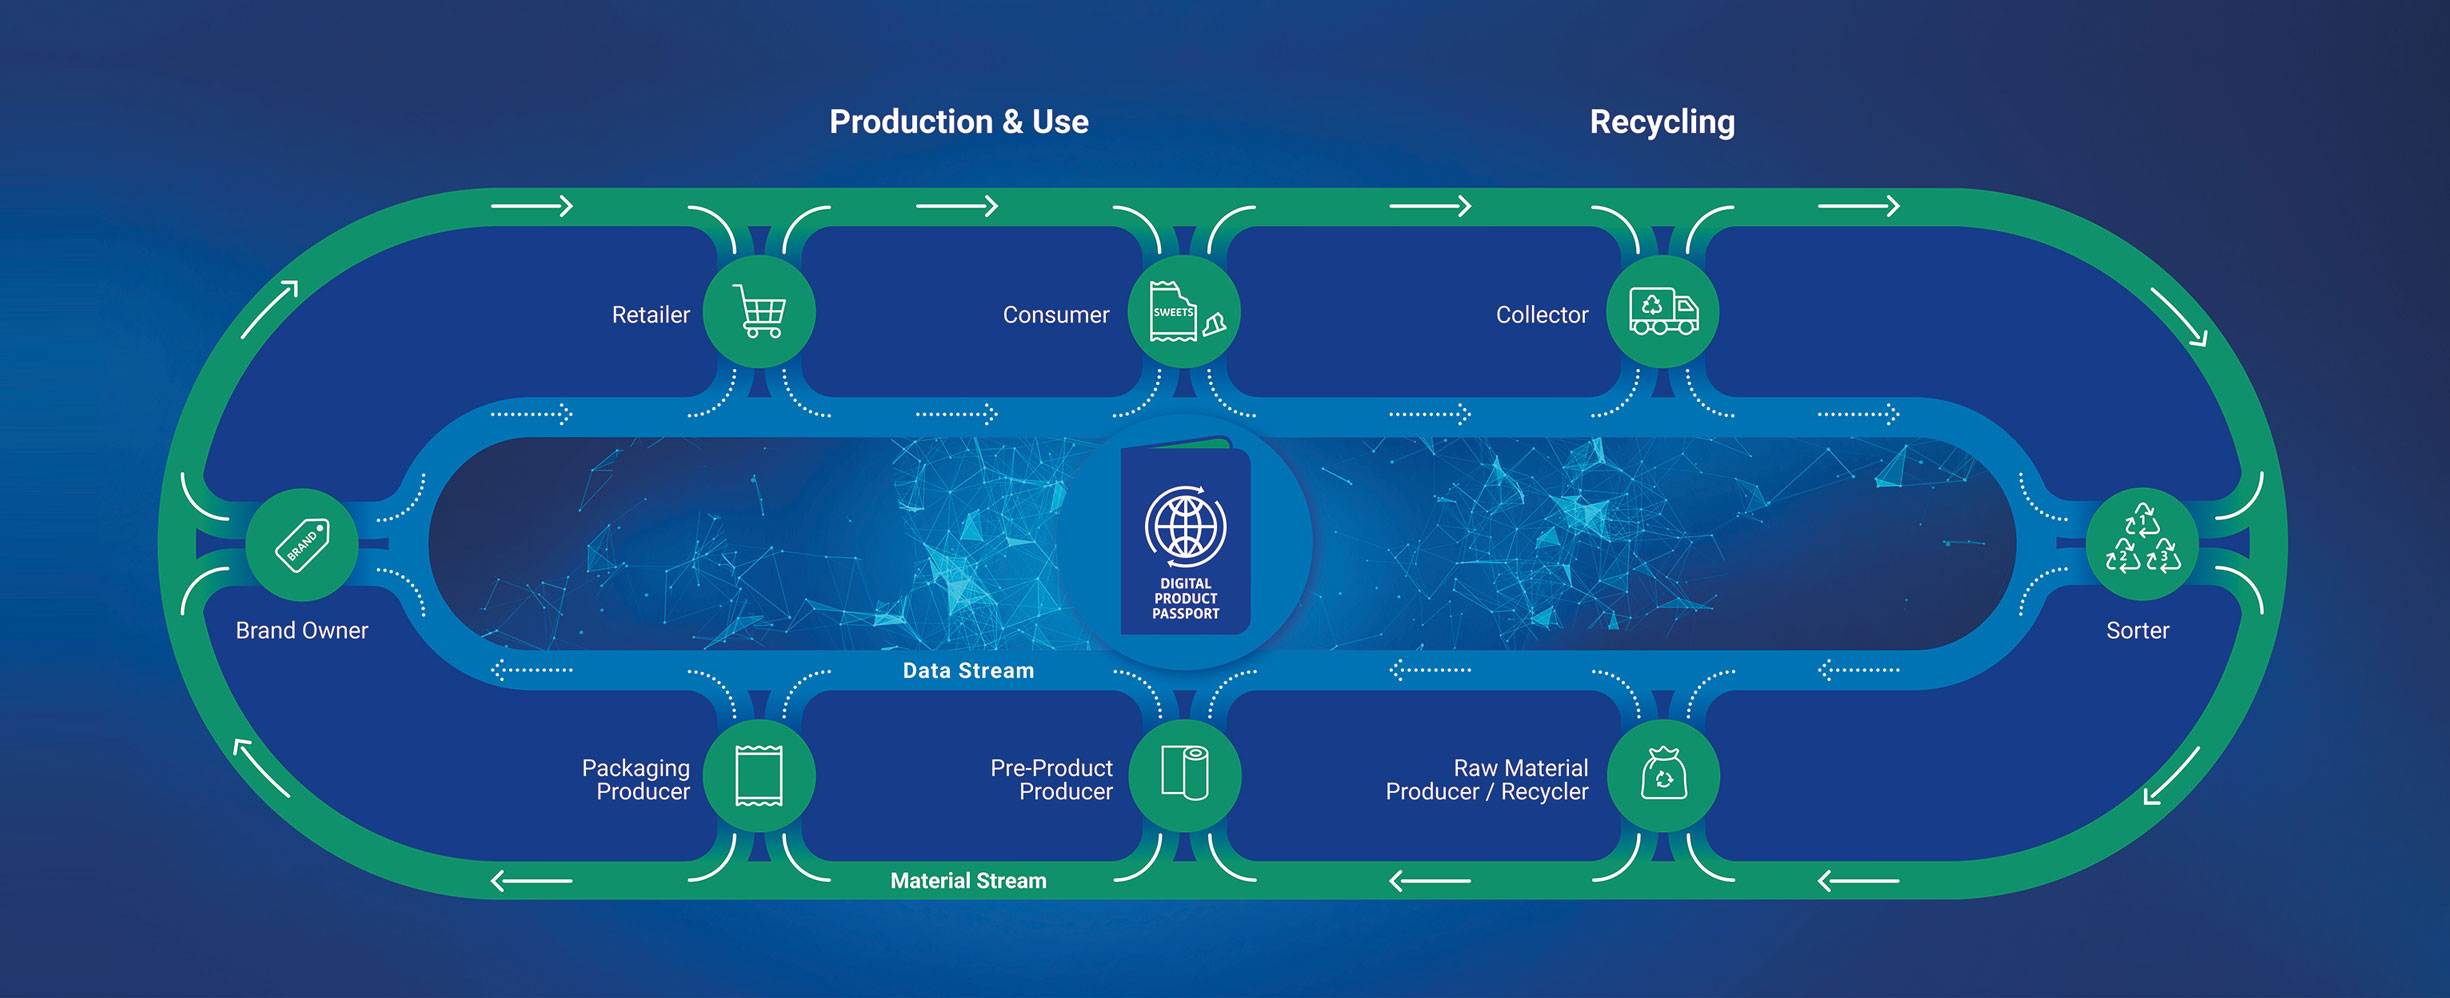 Production & Use
Recycling
Retailer
Consumer
SWEETS
Collector
BRAND
Brand Owner
DIGITAL
PRODUCT
PASSPORT
1
2
3
Sorter
Data Stream
Packaging
Producer
Pre-Product
Producer
Raw Material
Producer / Recycler
Material Stream